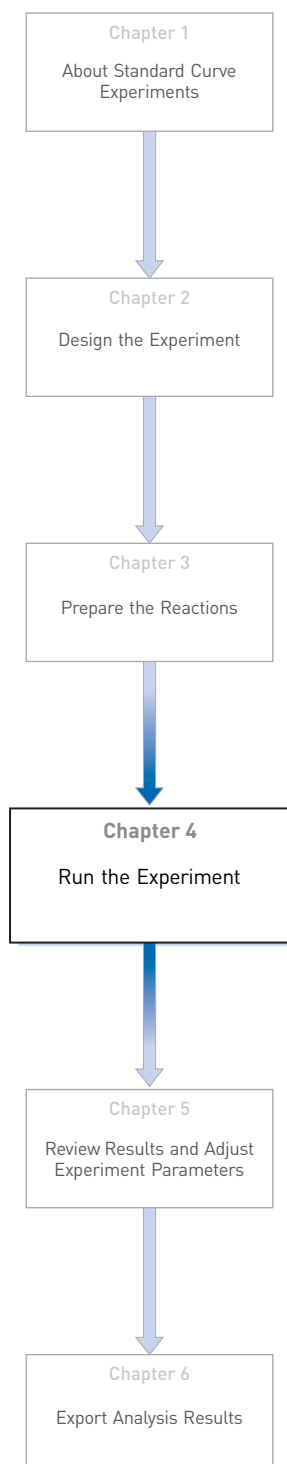 Chapter 1
About Standard Curve
Experiments
Chapter 2
Design the Experiment
Chapter 3
Prepare the Reactions
Chapter 4
Run the Experiment
Chapter 5
Review Results and Adjust
Experiment Parameters
Chapter 6
Export Analysis Results